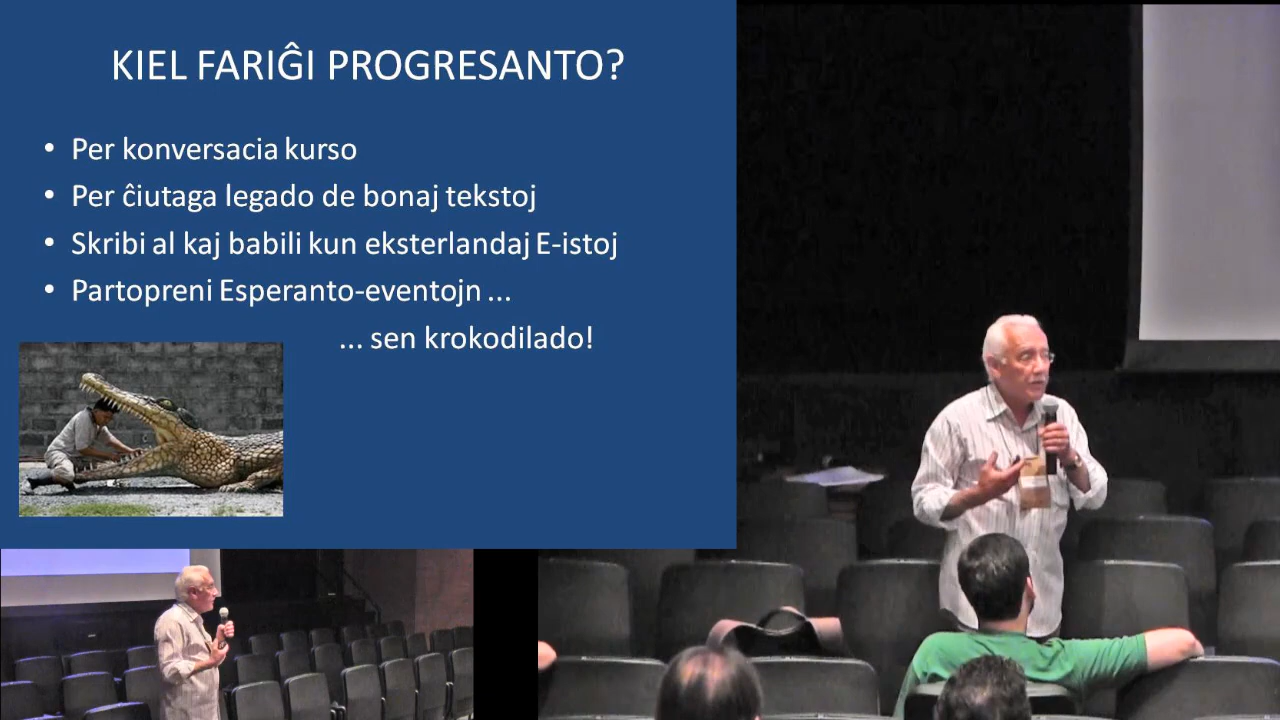 KIEL FARIĜI PROGRESANTO?
• Per konversacia kurso
• Per ĉiutaga legado de bonaj tekstoj
• Skribi al kaj babili kun eksterlandaj E-istoj
• Partopreni Esperanto-eventojn ...
... sen krokodilado!